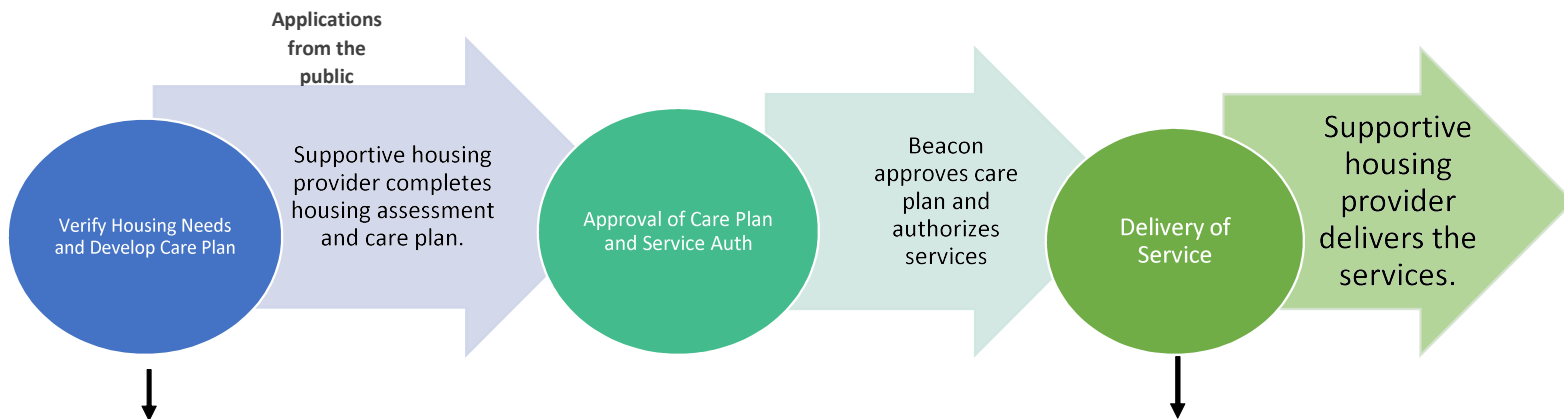 Applications
from the
public
Verify Housing Needs
and Develop Care Plan
Supportive housing
provider completes
housing assessment
and care plan.
Approval of Care Plan
and Service Auth
Beacon
approves care
plan and
authorizes
services
Delivery of
Service
Supportive
housing
provider
delivers the
services.